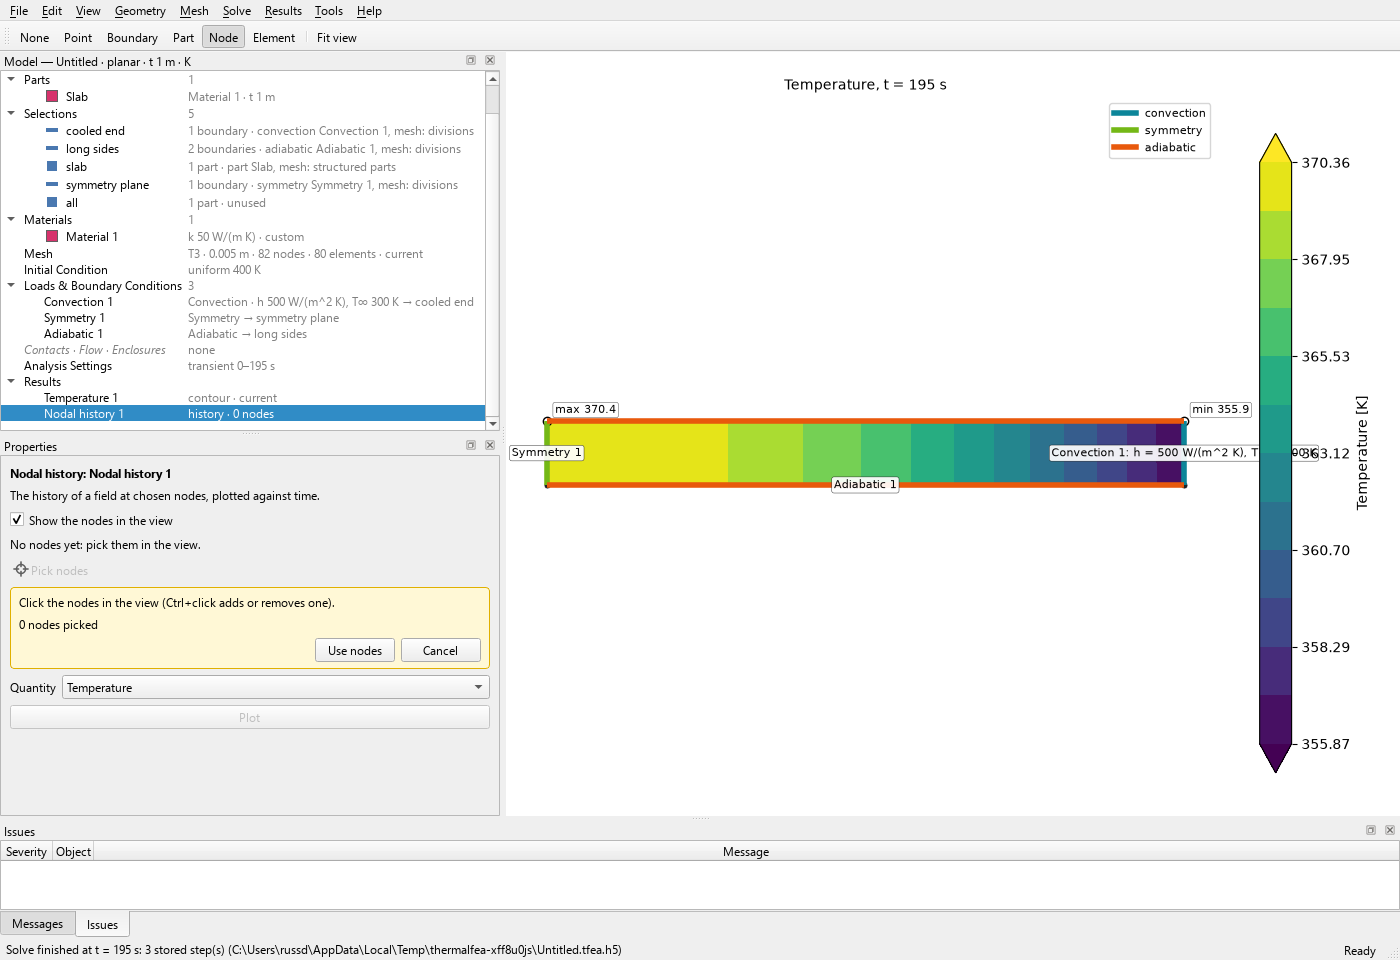 File Edit View Geometry Mesh Solve Results Tools Help
None Point Boundary Part Node Element Fit view
Model — Untitled · planar · t 1 m · K
Parts 1
Slab Material 1 · t 1 m
Selections 5
cooled end 1 boundary · convection Convection 1, mesh: divisions
long sides 2 boundaries · adiabatic Adiabatic 1, mesh: divisions
slab 1 part · part Slab, mesh: structured parts
symmetry plane 1 boundary · symmetry Symmetry 1, mesh: divisions
all 1 part · unused
Materials 1
Material 1 k 50 W/(m K) · custom
Mesh T3 · 0.005 m · 82 nodes · 80 elements · current
Initial Condition uniform 400 K
Loads & Boundary Conditions 3
Convection 1 Convection · h 500 W/(m^2 K), T∞ 300 K → cooled end
Symmetry 1 Symmetry → symmetry plane
Adiabatic 1 Adiabatic → long sides
Contacts · Flow · Enclosures none
Analysis Settings transient 0–195 s
Results
Temperature 1 contour · current
Nodal history 1 history · 0 nodes
Properties
Nodal history: Nodal history 1
The history of a field at chosen nodes, plotted against time.
Show the nodes in the view
No nodes yet: pick them in the view.
Pick nodes
Click the nodes in the view (Ctrl+click adds or removes one).
0 nodes picked
Use nodes Cancel
Quantity Temperature
Plot
Temperature, t = 195 s
convection
symmetry
adiabatic
max 370.4
min 355.9
Symmetry 1
Convection 1: h = 500 W/(m^2 K), T
Adiabatic 1
370.36
367.95
365.53
363.12
360.70
358.29
355.87
Temperature [K]
Issues
Severity Object Message
Messages Issues
Solve finished at t = 195 s: 3 stored step(s) (C:\Users\russd\AppData\Local\Temp\thermalfea-xff8u0js\Untitled.tfea.h5) Ready